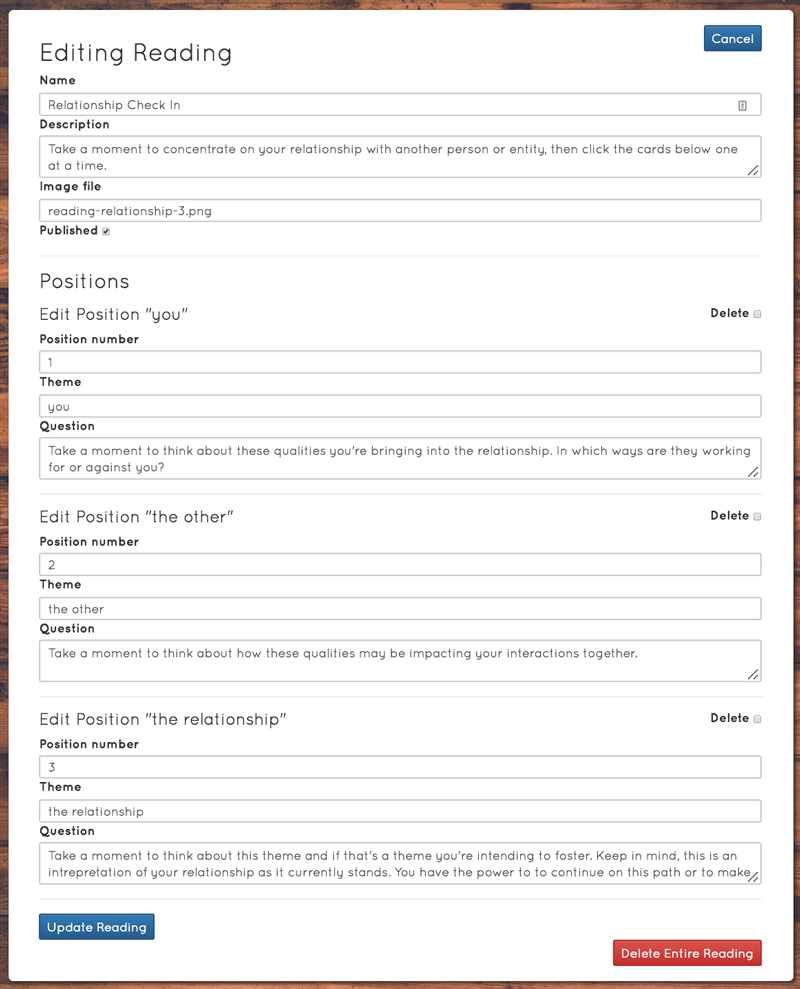 Cancel
Editing Reading
Name
Relationship Check In
Description
Take a moment to concentrate on your relationship with another person or entity, then click the cards below one
at a time.
Image file
reading-relationship-3.png
Published
Positions
Edit Position "you"
Delete
Position number
1
Theme
you
Question
Take a moment to think about these qualities you're bringing into the relationship. In which ways are they working
for or against you?
Edit Position "the other"
Delete
Position number
2
Theme
the other
Question
Take a moment to think about how these qualities may be impacting your interactions together.
Edit Position "the relationship"
Delete
Position number
3
Theme
the relationship
Question
Take a moment to think about this theme and if that's a theme you're intending to foster. Keep in mind, this is an
intrepretation of your relationship as it currently stands. You have the power to to continue on this path or to make
Update Reading
Delete Entire Reading